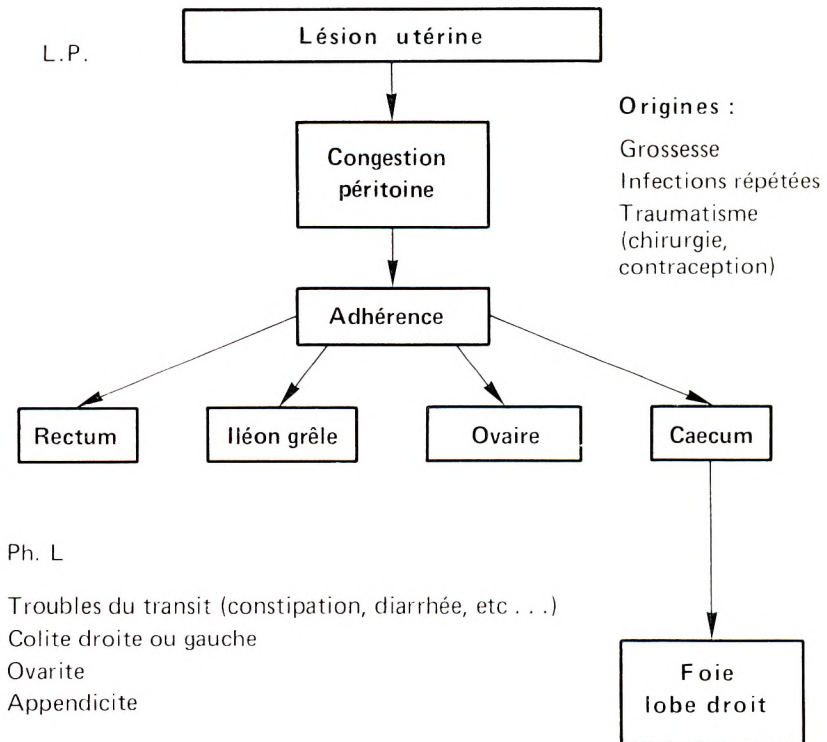 L.P.
Lésion utérine
Congestion
péritoine
Origines :
Grossesse
Infections répétées
Traumatisme
(chirurgie,
contraception)
Adhérence
Rectum
Iléon grêle
Ovaire
Caecum
Ph. L
Troubles du transit (constipation, diarrhée, etc . . .)
Colite droite ou gauche
Ovarite
Appendicite
Foie
lobe droit